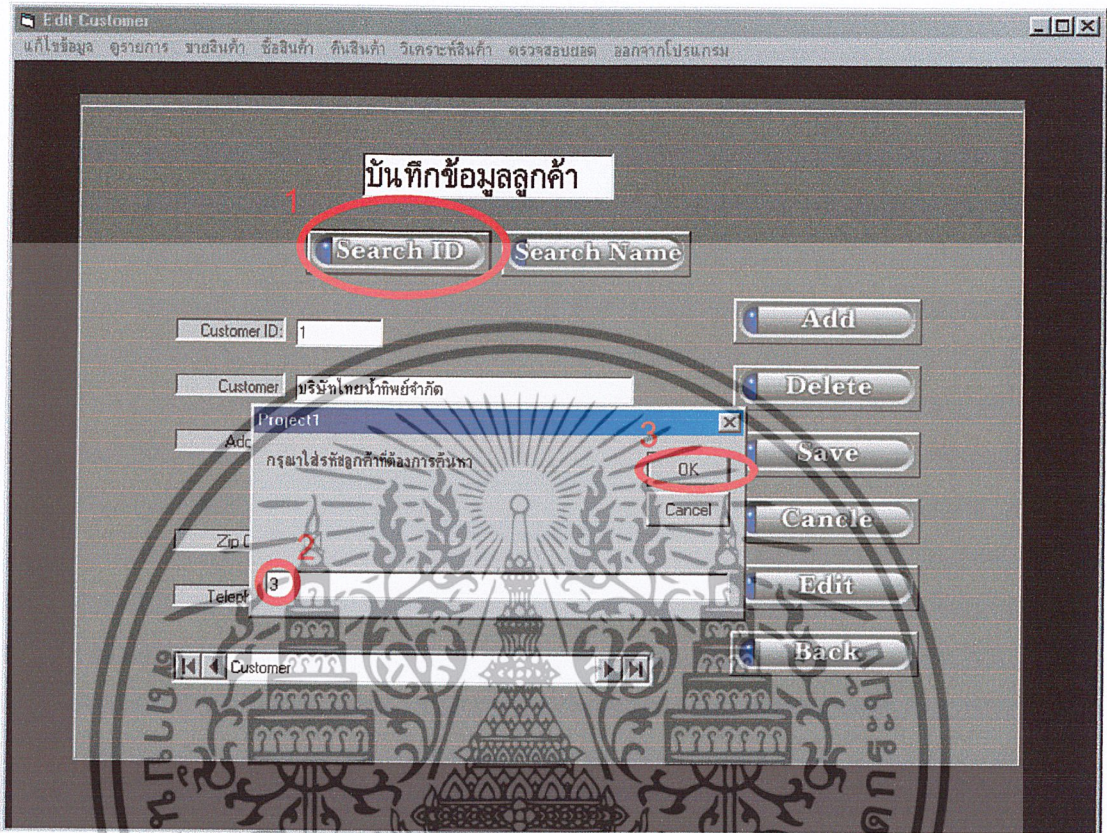 Edit Customer
แก้ไขข้อมูล ดูรายการ ขายสินค้า ซื้อสินค้า คืนสินค้า วิเคราะห์สินค้า ตรวจสอบยอด ออกจากโปรแกรม
บันทึกข้อมูลลูกค้า
1
Search ID Search Name
Customer ID: 1
Add
Customer บริษัทไทยน้ำทิพย์จำกัด
Delete
Project1
3
กรุณาใส่รหัสลูกค้าที่ต้องการค้นหา
OK
Save
Cancel
Cancle
2
3
Edit
Customer
Back